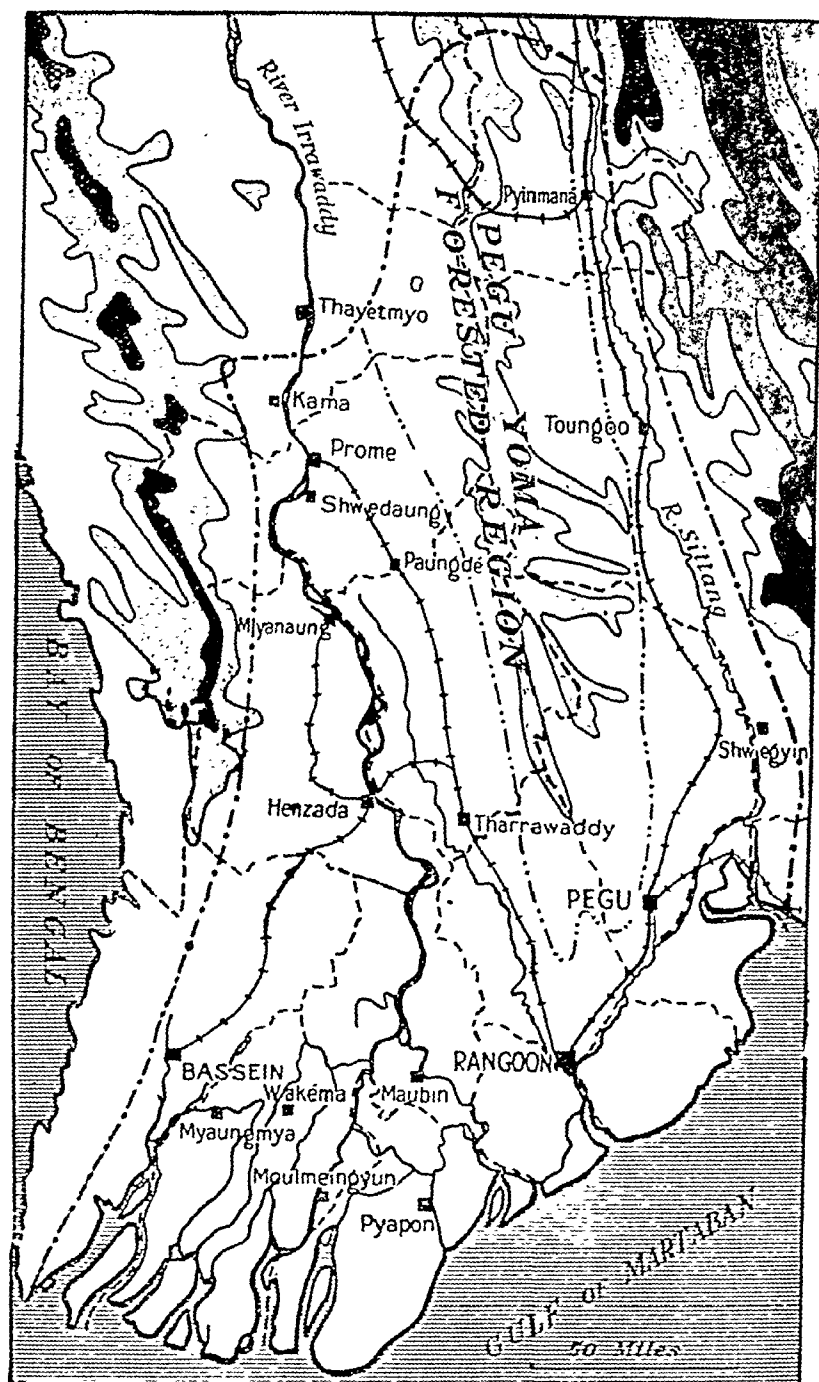 River Irrawaddy
Pyinmana
PEGU YOMA
FORESTED REGION
Thayetmyo
Kama
Toungoo
Prome
Shwedaung
R. Sittang
Paungde
Myanaung
Shwegyin
Henzada
Tharrawaddy
BAY OF BENGAL
PEGU
RANGOON
BASSEIN
Wakéma
Maubin
Myaungmya
Moulmeingyun
Pyapon
GULF OF MARTABAN
50 Miles